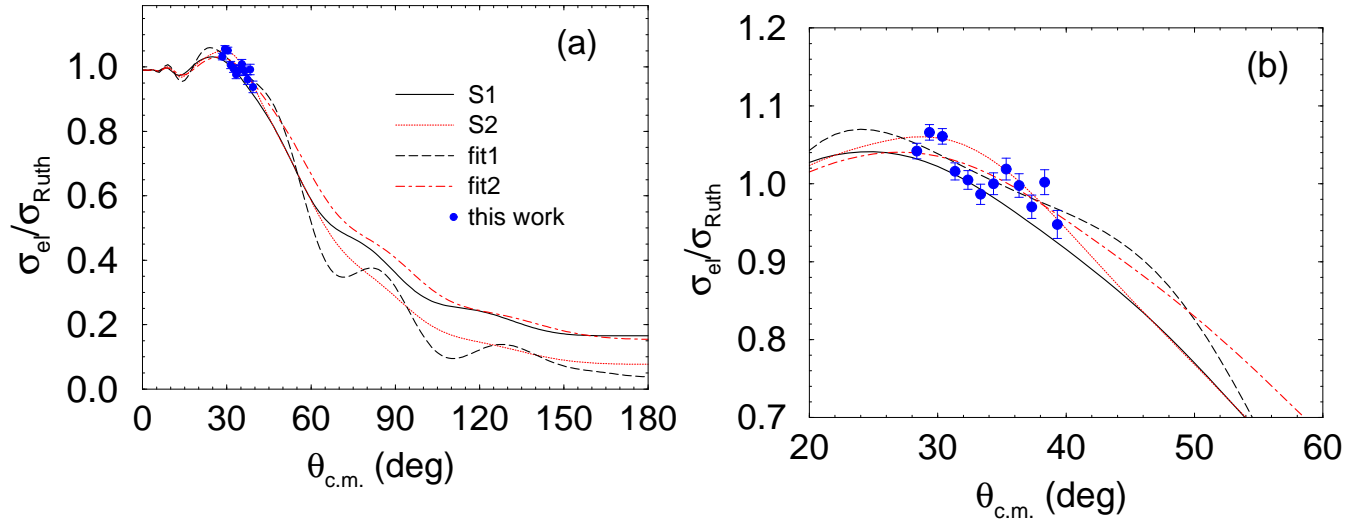 (a)
σel/σRuth
1.0
0.8
0.6
0.4
0.2
0.0
S1
S2
fit1
fit2
this work
0 30 60 90 120 150 180
θc.m. (deg)
(b)
σel/σRuth
1.2
1.1
1.0
0.9
0.8
0.7
20 30 40 50 60
θc.m. (deg)